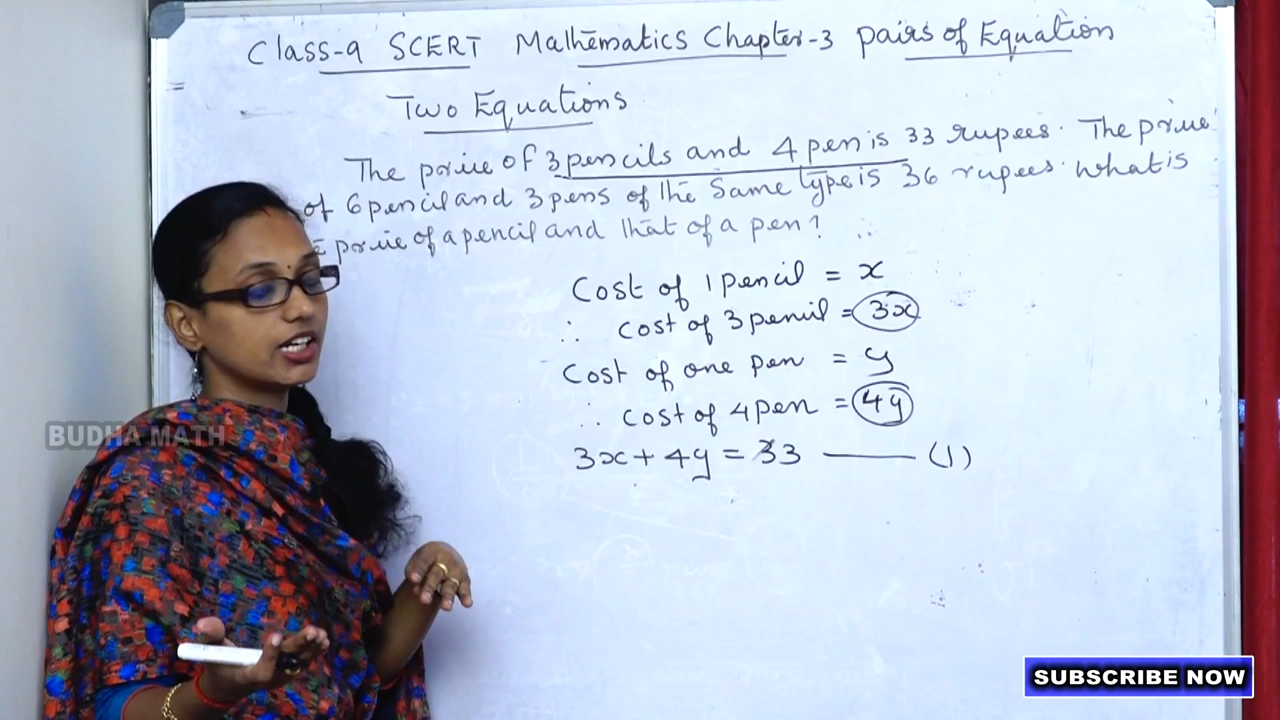 Class-9 SCERT Mathematics Chapter-3 pairs of Equation
Two Equations
The price of 3 pencils and 4 pen is 33 rupees. The price
of 6 pencil and 3 pens of the same type is 36 rupees. What is
price of a pencil and that of a pen?
Cost of 1 pencil = x
∴ cost of 3 pencil = 3x
Cost of one pen = y
∴ cost of 4 pen = 4y
3x + 4y = 33 —— (1)
BUDHA MATH
SUBSCRIBE NOW